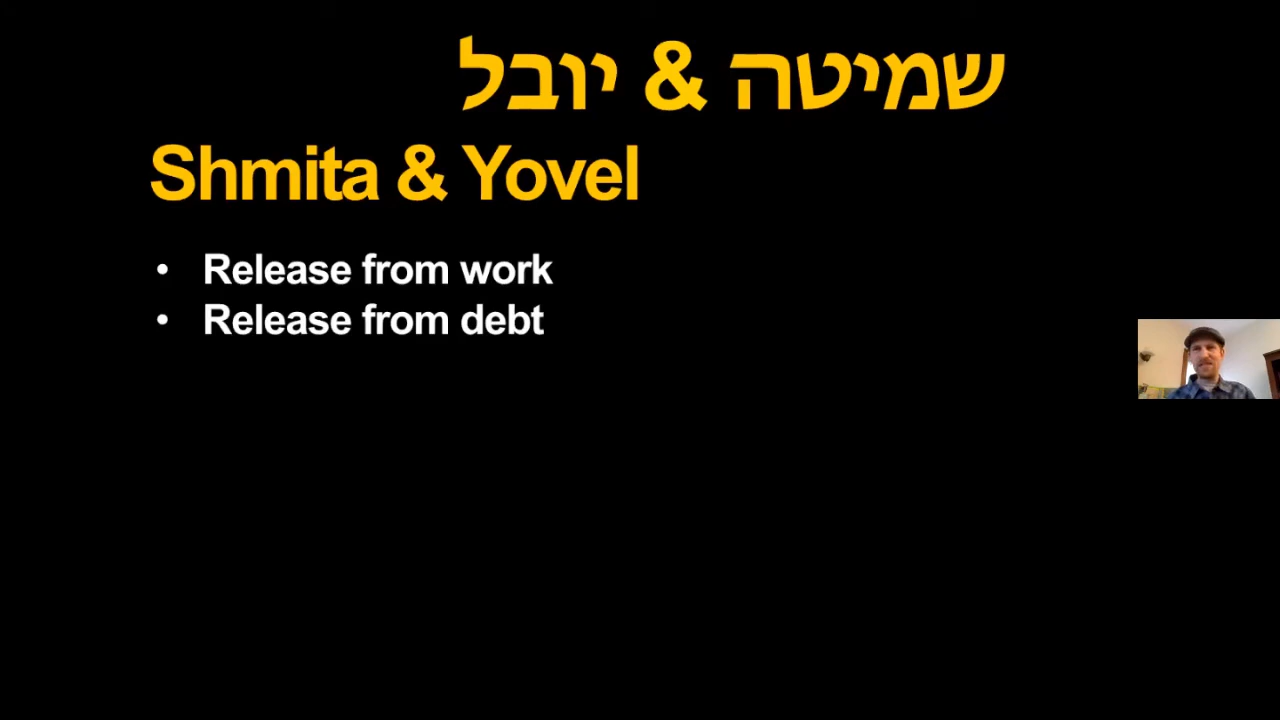 שמיטה & יובל
Shmita & Yovel
• Release from work
• Release from debt